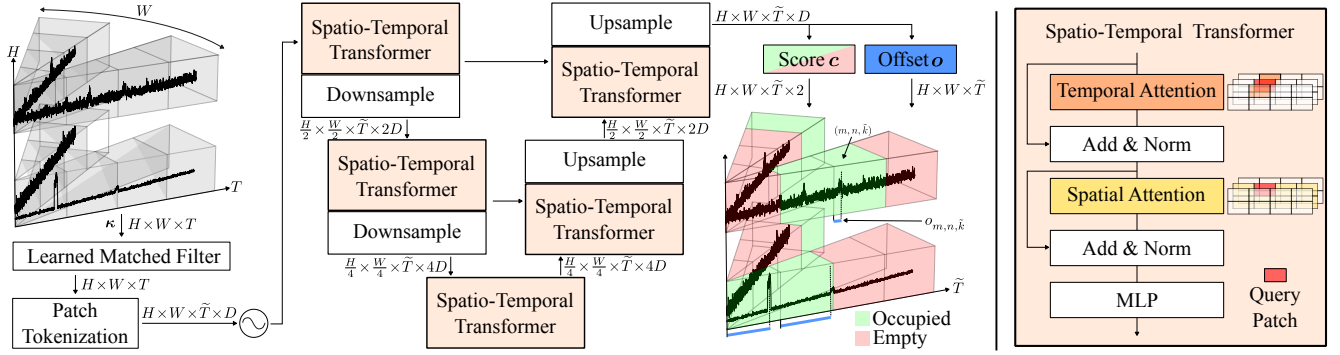 W
H
T
κ H×W×T
Learned Matched Filter
H×W×T
Patch
Tokenization
H×W×T̃×D
Spatio-Temporal
Transformer
Downsample
H/2 × W/2 × T̃×2D
Spatio-Temporal
Transformer
Downsample
H/4 × W/4 × T̃×4D
Spatio-Temporal
Transformer
H/4 × W/4 × T̃×4D
Upsample
Spatio-Temporal
Transformer
H/2 × W/2 × T̃×2D
Upsample
Spatio-Temporal
Transformer
H×W×T̃×D
Score c
Offset o
H×W×T̃×2
H×W×T̃
(m,n,k̃)
o_{m,n,k̃}
T̃
Occupied
Empty
Spatio-Temporal Transformer
Temporal Attention
Add & Norm
Spatial Attention
Add & Norm
MLP
Query
Patch